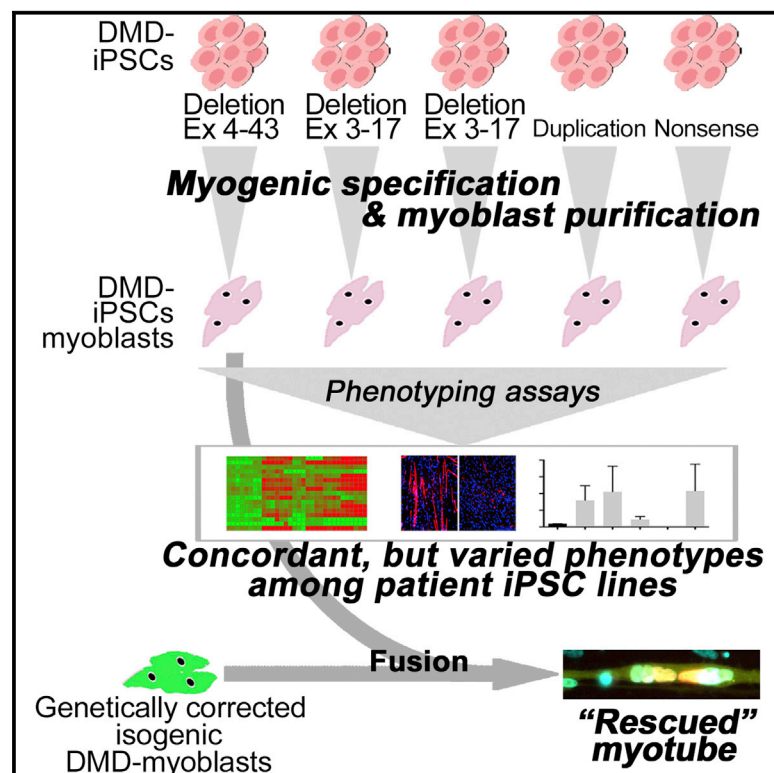 DMD-
iPSCs
Deletion
Ex 4-43
Deletion
Ex 3-17
Deletion
Ex 3-17
Duplication
Nonsense
Myogenic specification
& myoblast purification
DMD-
iPSCs
myoblasts
Phenotyping assays
Concordant, but varied phenotypes
among patient iPSC lines
Fusion
Genetically corrected
isogenic
DMD-myoblasts
“Rescued”
myotube